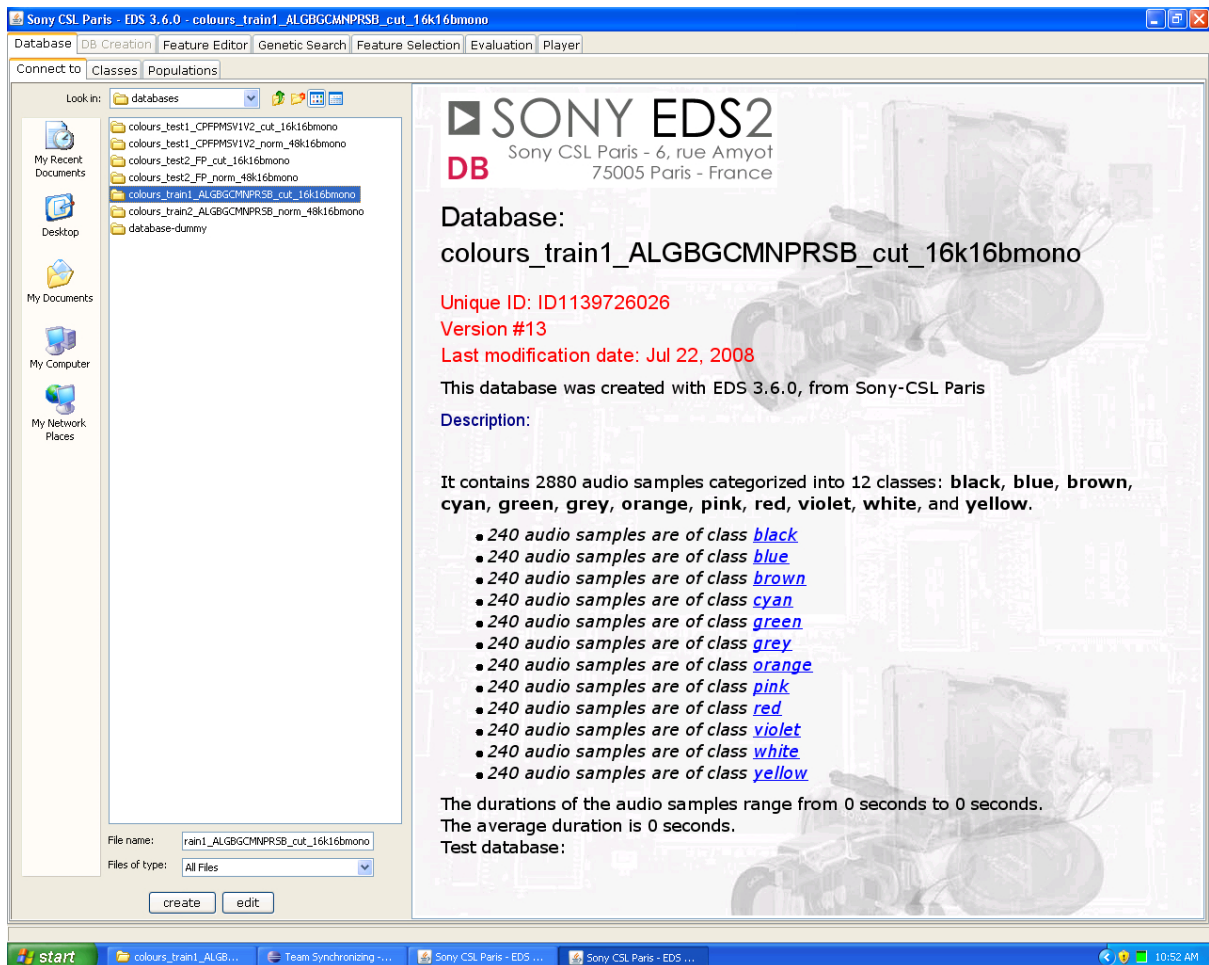 Sony CSL Paris - EDS 3.6.0 - colours_train1_ALGBGCMNPRSB_cut_16k16bmono
Database DB Creation Feature Editor Genetic Search Feature Selection Evaluation Player
Connect to Classes Populations
Look in: databases
My Recent Documents
Desktop
My Documents
My Computer
My Network Places
colours_test1_CPFPMSV1V2_cut_16k16bmono
colours_test1_CPFPMSV1V2_norm_48k16bmono
colours_test2_FP_cut_16k16bmono
colours_test2_FP_norm_48k16bmono
colours_train1_ALGBGCMNPRSB_cut_16k16bmono
colours_train2_ALGBGCMNPRSB_norm_48k16bmono
database-dummy
File name: rain1_ALGBGCMNPRSB_cut_16k16bmono
Files of type: All Files
create edit
SONY EDS2
DB Sony CSL Paris - 6, rue Amyot
75005 Paris - France
Database:
colours_train1_ALGBGCMNPRSB_cut_16k16bmono
Unique ID: ID1139726026
Version #13
Last modification date: Jul 22, 2008
This database was created with EDS 3.6.0, from Sony-CSL Paris
Description:
It contains 2880 audio samples categorized into 12 classes: black, blue, brown,
cyan, green, grey, orange, pink, red, violet, white, and yellow.
240 audio samples are of class black
240 audio samples are of class blue
240 audio samples are of class brown
240 audio samples are of class cyan
240 audio samples are of class green
240 audio samples are of class grey
240 audio samples are of class orange
240 audio samples are of class pink
240 audio samples are of class red
240 audio samples are of class violet
240 audio samples are of class white
240 audio samples are of class yellow
The durations of the audio samples range from 0 seconds to 0 seconds.
The average duration is 0 seconds.
Test database:
start colours_train1_ALGB... Team Synchronizing -... Sony CSL Paris - EDS ... Sony CSL Paris - EDS ... 10:52 AM